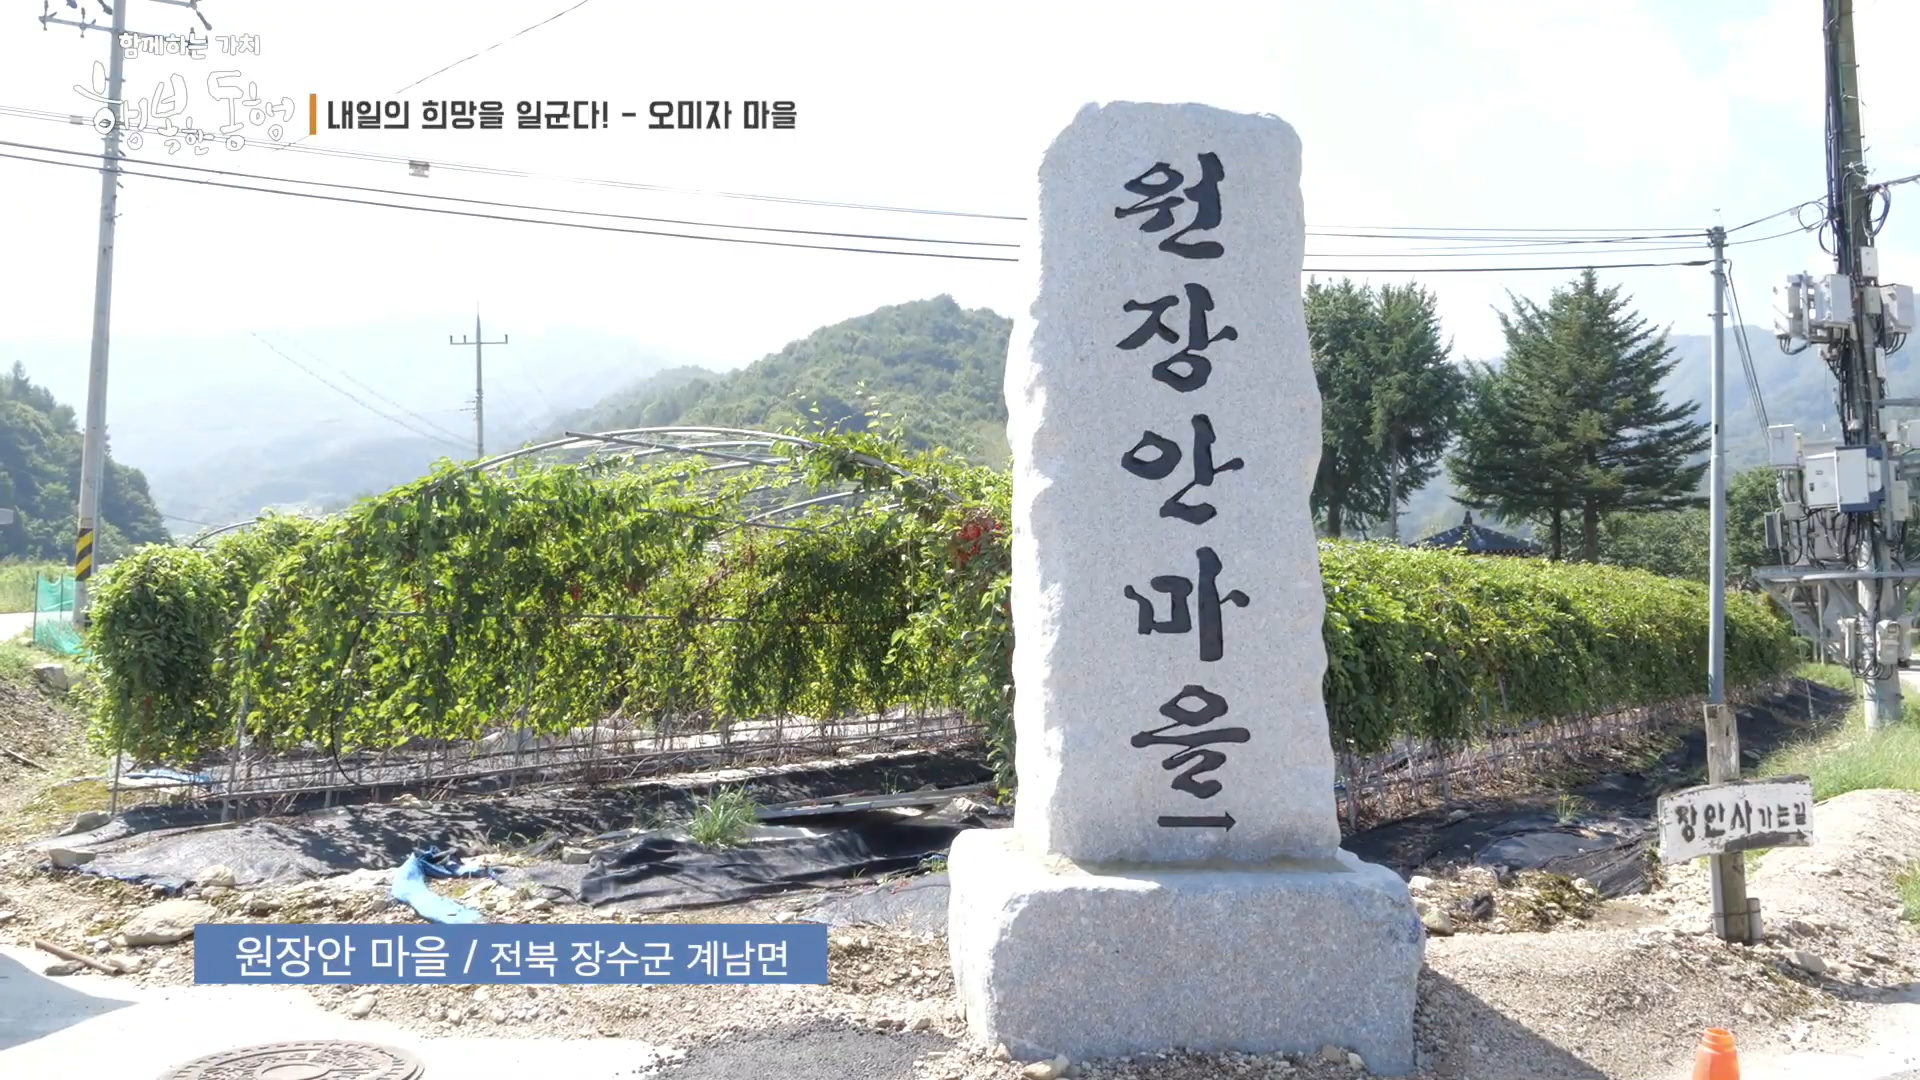 함께하는 가치
행복한 동행
내일의 희망을 일군다! - 오미자 마을
원장안마을
→
장안사 가는길
원장안 마을 / 전북 장수군 계남면